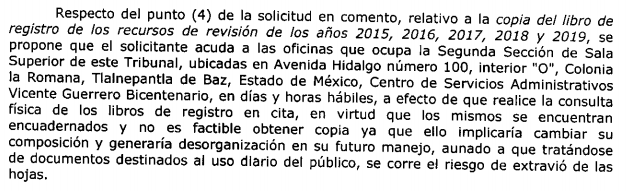 Respecto del punto (4) de la solicitud en comento, relativo a la copia del libro de
registro de los recursos de revisión de los años 2015, 2016, 2017, 2018 y 2019, se
propone que el solicitante acuda a las oficinas que ocupa la Segunda Sección de Sala
Superior de este Tribunal, ubicadas en Avenida Hidalgo número 100, interior "O", Colonia
la Romana, Tlalnepantla de Baz, Estado de México, Centro de Servicios Administrativos
Vicente Guerrero Bicentenario, en días y horas hábiles, a efecto de que realice la consulta
física de los libros de registro en cita, en virtud que los mismos se encuentran
encuadernados y no es factible obtener copia ya que ello implicaría cambiar su
composición y generaría desorganización en su futuro manejo, aunado a que tratándose
de documentos destinados al uso diario del público, se corre el riesgo de extravió de las
hojas.